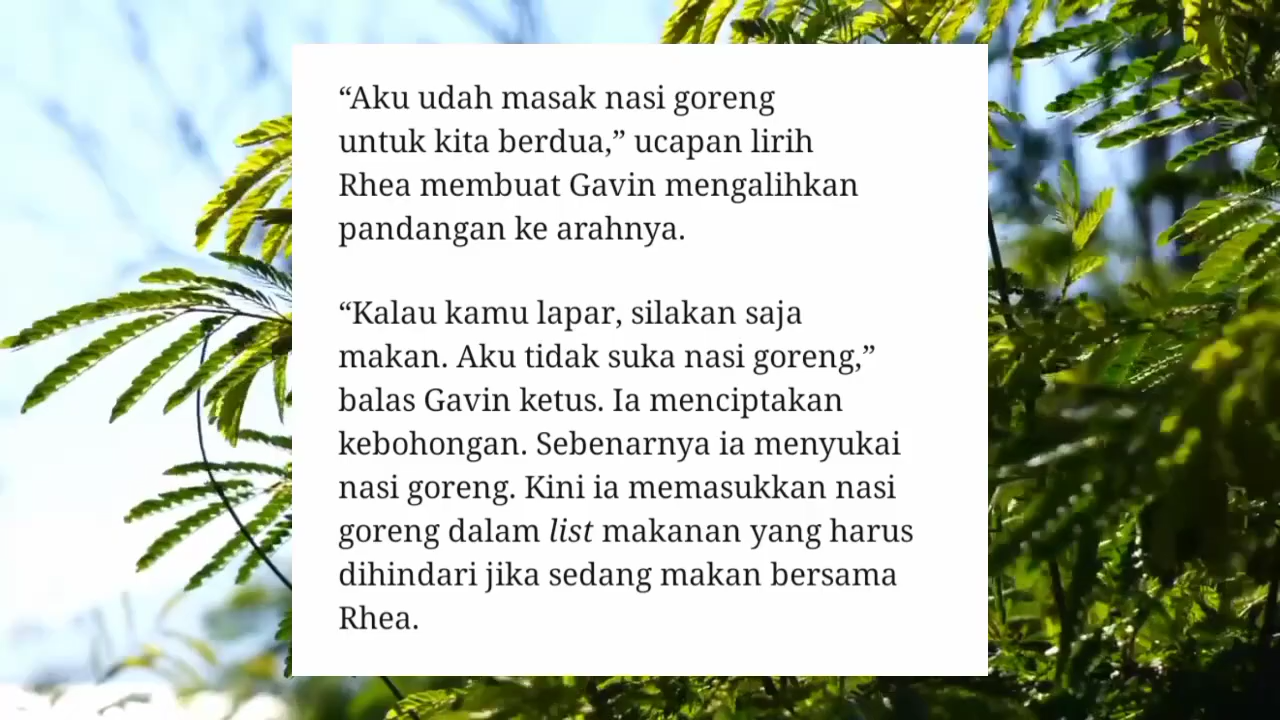 “Aku udah masak nasi goreng
untuk kita berdua,” ucapan lirih
Rhea membuat Gavin mengalihkan
pandangan ke arahnya.
“Kalau kamu lapar, silakan saja
makan. Aku tidak suka nasi goreng,”
balas Gavin ketus. Ia menciptakan
kebohongan. Sebenarnya ia menyukai
nasi goreng. Kini ia memasukkan nasi
goreng dalam list makanan yang harus
dihindari jika sedang makan bersama
Rhea.